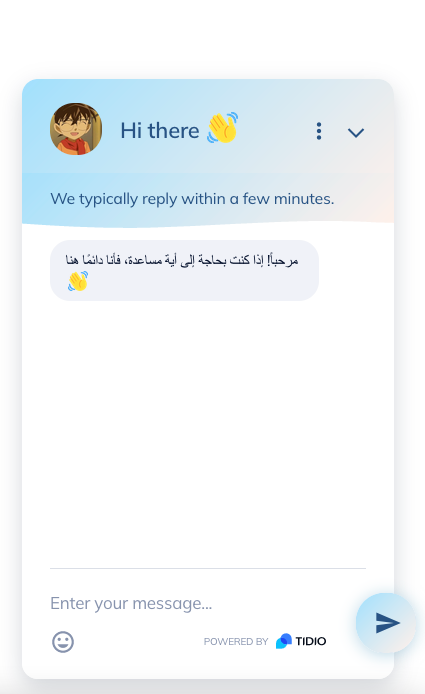 Hi there 👋
We typically reply within a few minutes.
مرحباً! إذا كنت بحاجة إلى أية مساعدة، فأنا دائمًا هنا
👋
Enter your message...
POWERED BY TIDIO